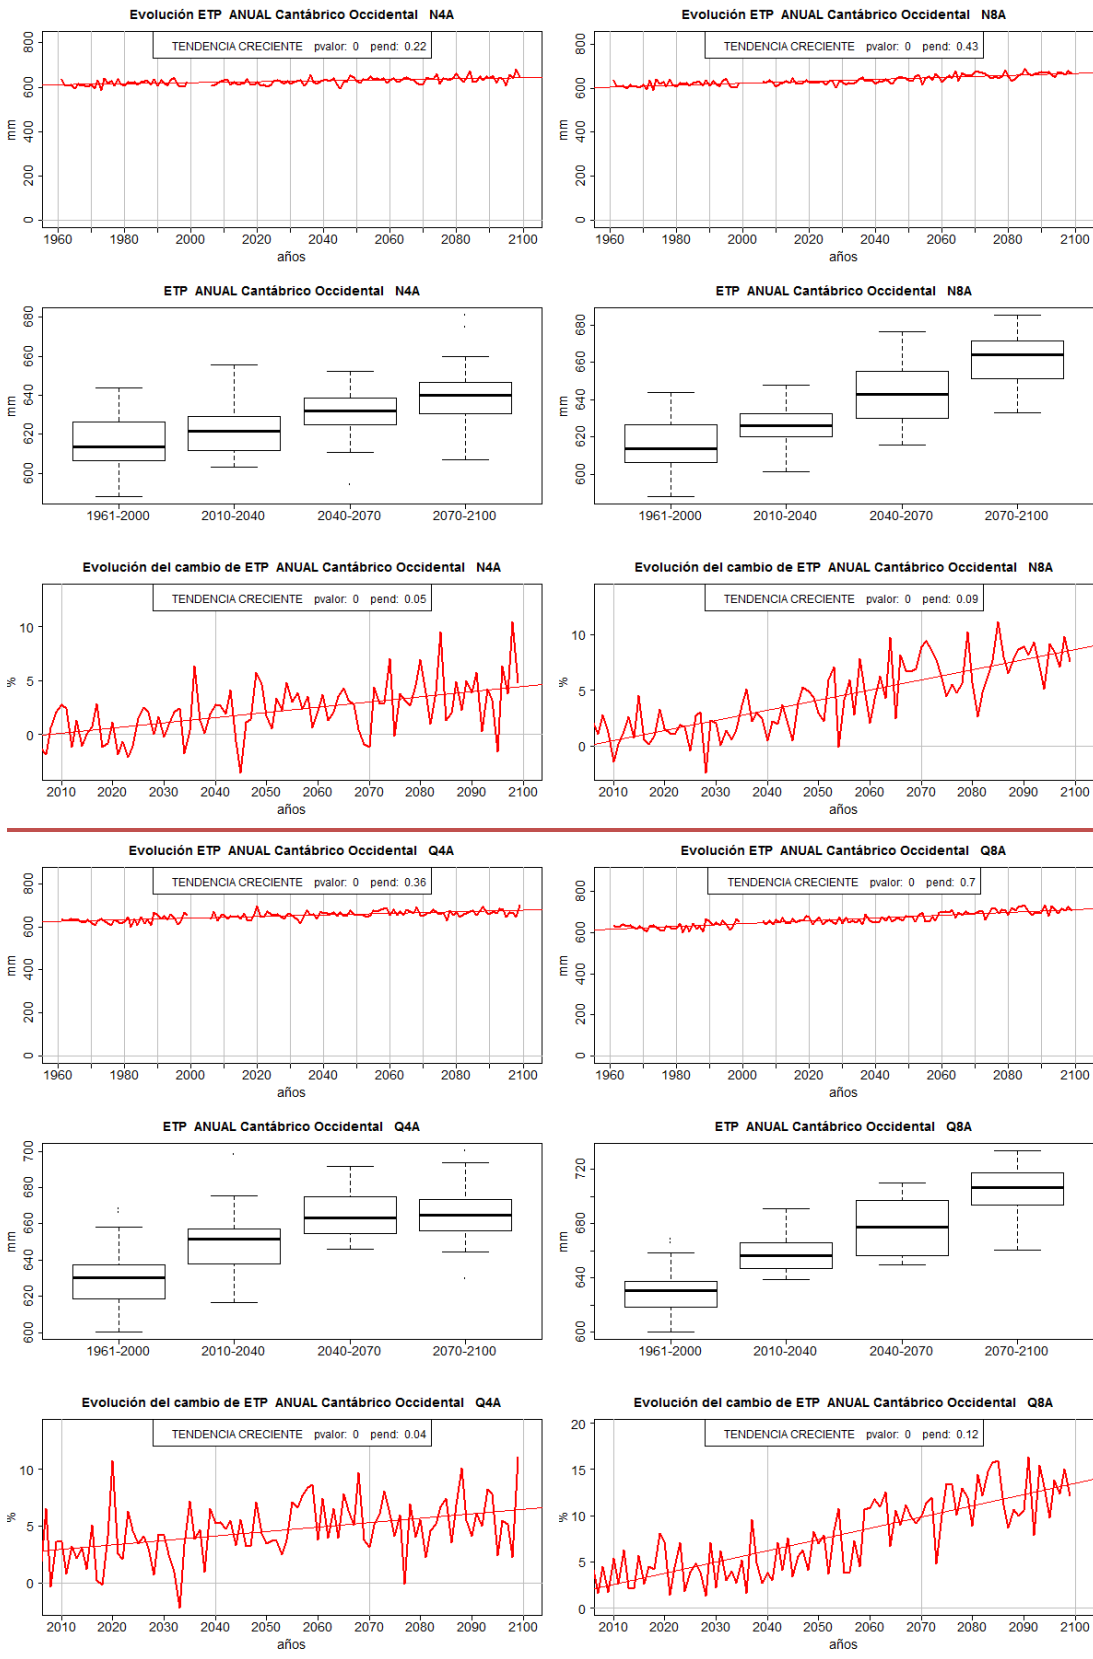 Evolución ETP ANUAL Cantábrico Occidental N4A
TENDENCIA CRECIENTE pvalor: 0 pend: 0.22
mm
0 200 400 600 800
1960 1980 2000 2020 2040 2060 2080 2100
años
Evolución ETP ANUAL Cantábrico Occidental N8A
TENDENCIA CRECIENTE pvalor: 0 pend: 0.43
mm
0 200 400 600 800
1960 1980 2000 2020 2040 2060 2080 2100
años
ETP ANUAL Cantábrico Occidental N4A
mm
600 620 640 660 680
1961-2000 2010-2040 2040-2070 2070-2100
ETP ANUAL Cantábrico Occidental N8A
mm
600 620 640 660 680
1961-2000 2010-2040 2040-2070 2070-2100
Evolución del cambio de ETP ANUAL Cantábrico Occidental N4A
TENDENCIA CRECIENTE pvalor: 0 pend: 0.05
%
10
5
0
2010 2020 2030 2040 2050 2060 2070 2080 2090 2100
años
Evolución del cambio de ETP ANUAL Cantábrico Occidental N8A
TENDENCIA CRECIENTE pvalor: 0 pend: 0.09
%
10
5
0
2010 2020 2030 2040 2050 2060 2070 2080 2090 2100
años
Evolución ETP ANUAL Cantábrico Occidental Q4A
TENDENCIA CRECIENTE pvalor: 0 pend: 0.36
mm
0 200 400 600 800
1960 1980 2000 2020 2040 2060 2080 2100
años
Evolución ETP ANUAL Cantábrico Occidental Q8A
TENDENCIA CRECIENTE pvalor: 0 pend: 0.7
mm
0 200 400 600 800
1960 1980 2000 2020 2040 2060 2080 2100
años
ETP ANUAL Cantábrico Occidental Q4A
mm
600 620 640 660 680 700
1961-2000 2010-2040 2040-2070 2070-2100
ETP ANUAL Cantábrico Occidental Q8A
mm
600 640 680 720
1961-2000 2010-2040 2040-2070 2070-2100
Evolución del cambio de ETP ANUAL Cantábrico Occidental Q4A
TENDENCIA CRECIENTE pvalor: 0 pend: 0.04
%
10
5
0
2010 2020 2030 2040 2050 2060 2070 2080 2090 2100
años
Evolución del cambio de ETP ANUAL Cantábrico Occidental Q8A
TENDENCIA CRECIENTE pvalor: 0 pend: 0.12
%
20
15
10
5
0
2010 2020 2030 2040 2050 2060 2070 2080 2090 2100
años